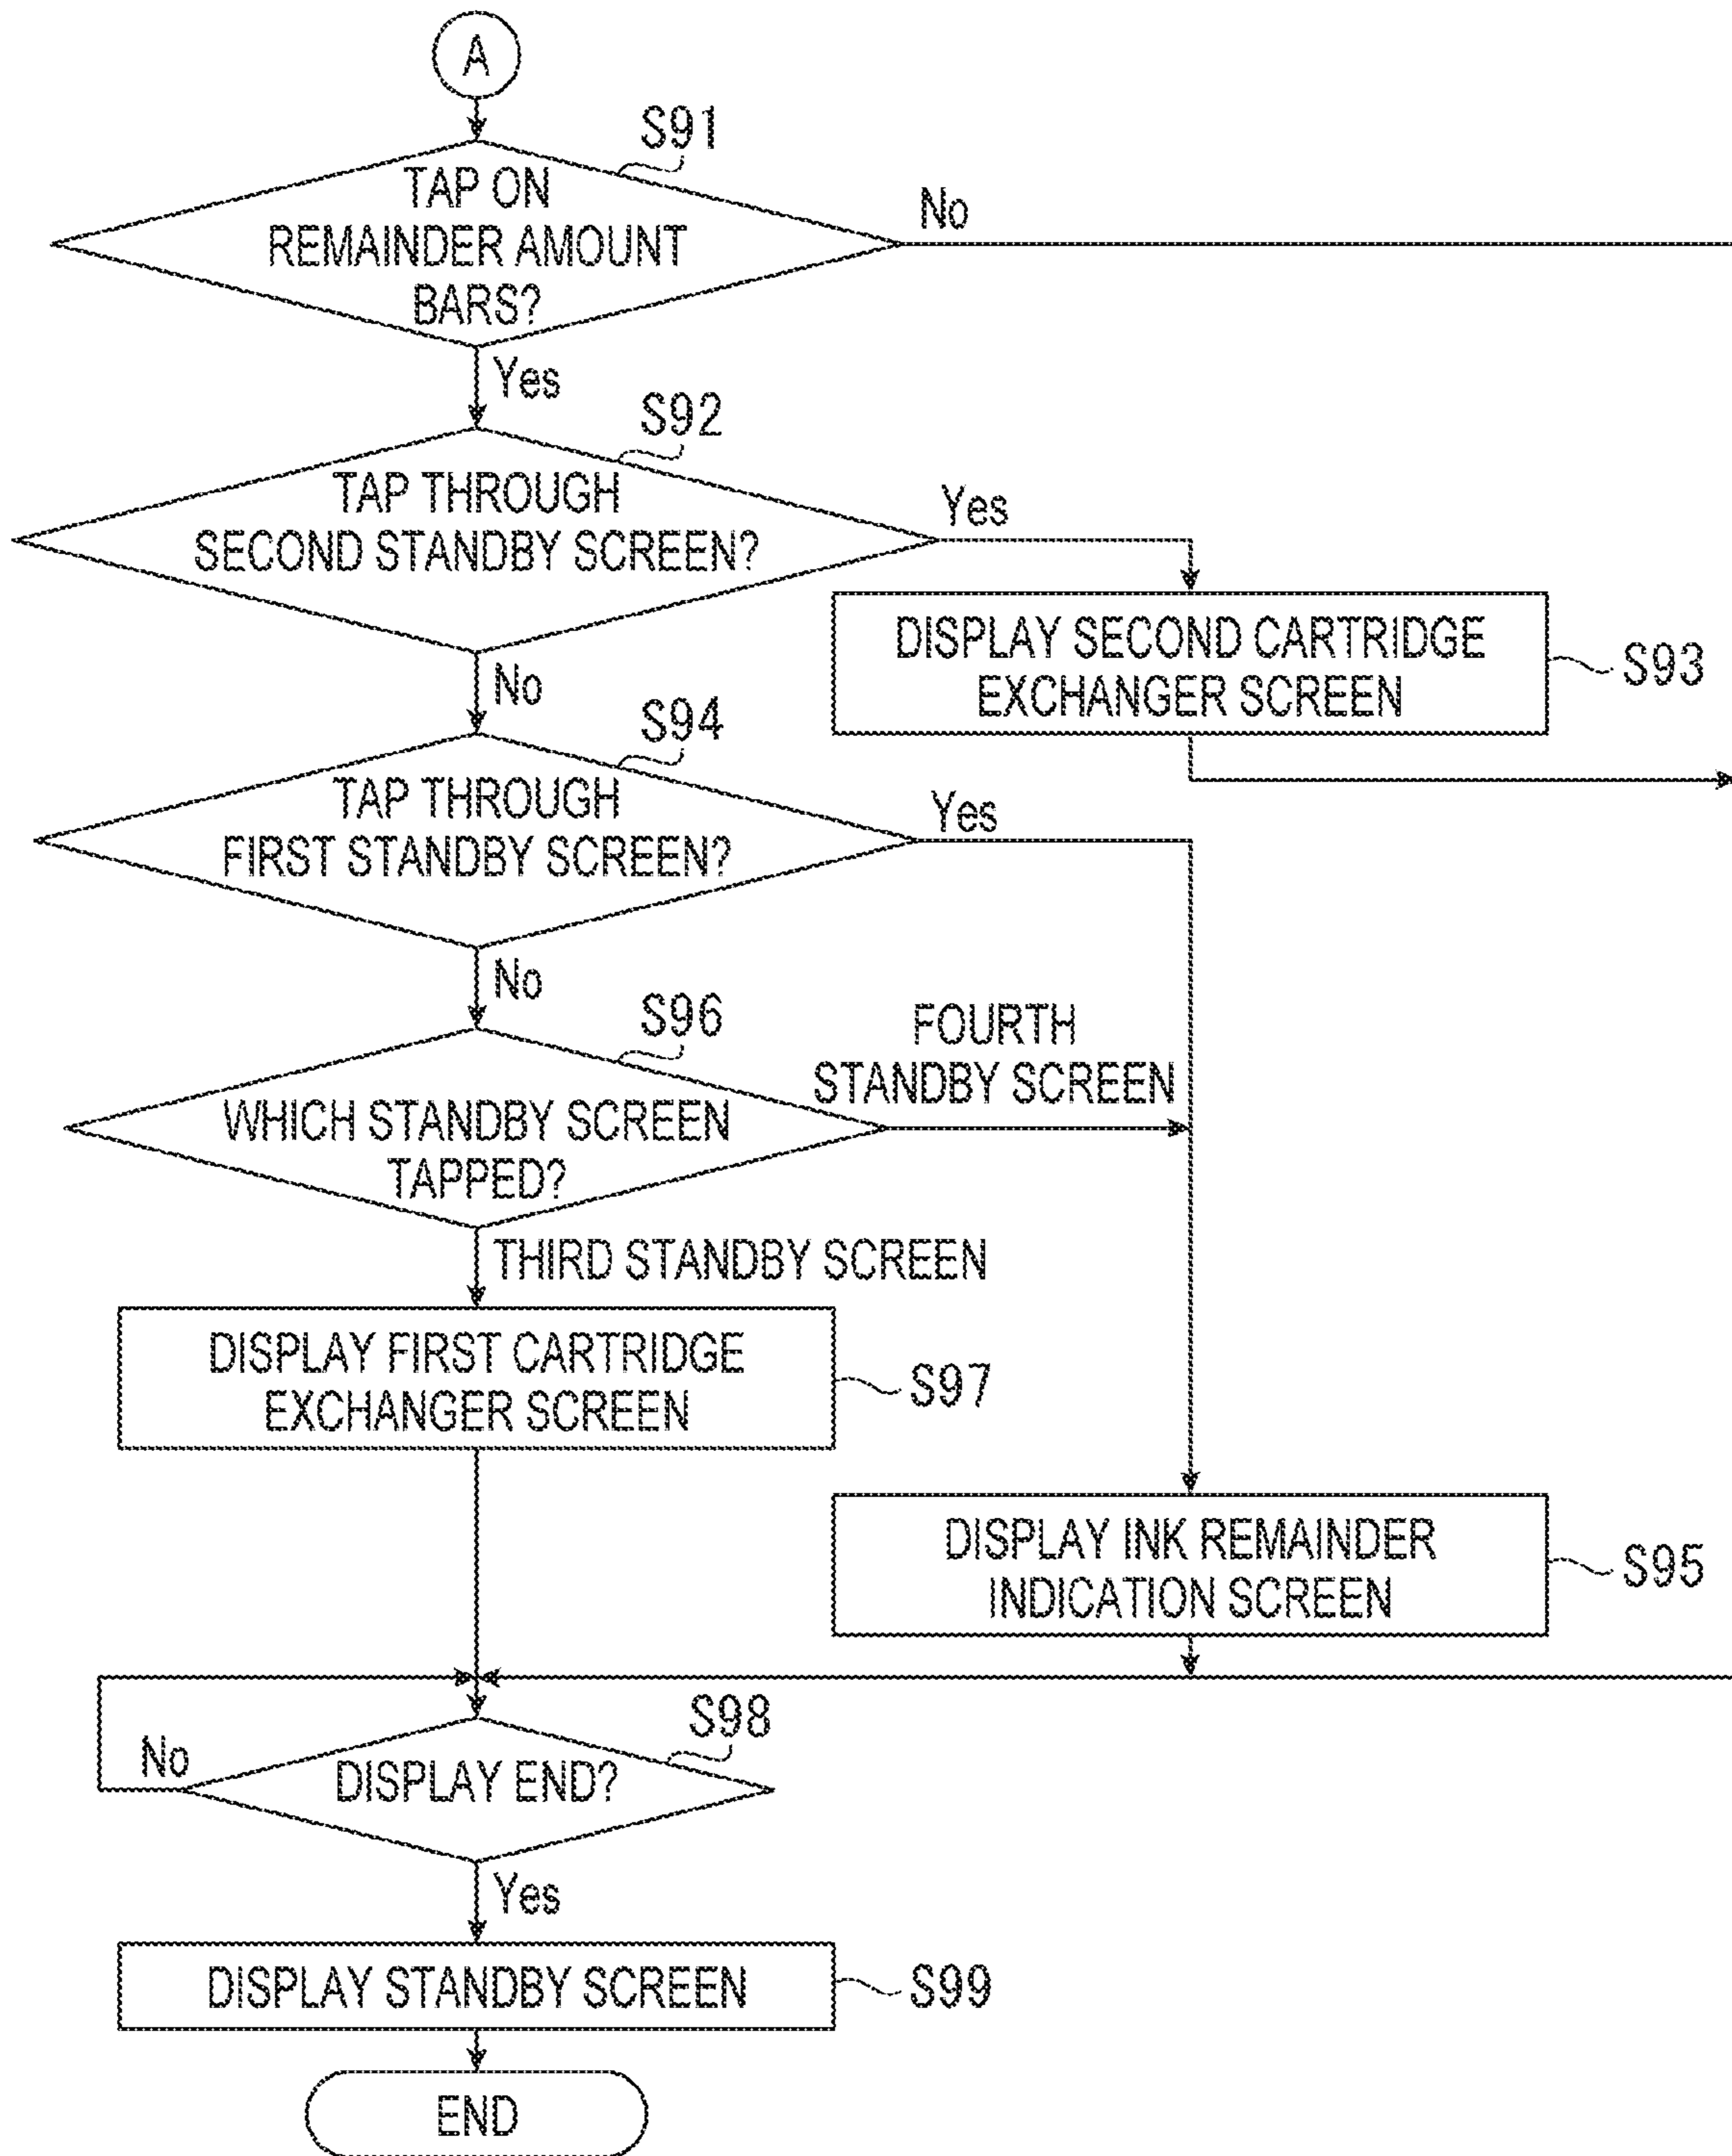 A
S91
TAP ON
REMAINDER AMOUNT
BARS?
No
Yes
S92
TAP THROUGH
SECOND STANDBY SCREEN?
Yes
DISPLAY SECOND CARTRIDGE
EXCHANGER SCREEN
S93
No
S94
TAP THROUGH
FIRST STANDBY SCREEN?
Yes
No
S96
FOURTH
STANDBY SCREEN
WHICH STANDBY SCREEN
TAPPED?
THIRD STANDBY SCREEN
DISPLAY FIRST CARTRIDGE
EXCHANGER SCREEN
S97
DISPLAY INK REMAINDER
INDICATION SCREEN
S95
S98
No
DISPLAY END?
Yes
DISPLAY STANDBY SCREEN
S99
END